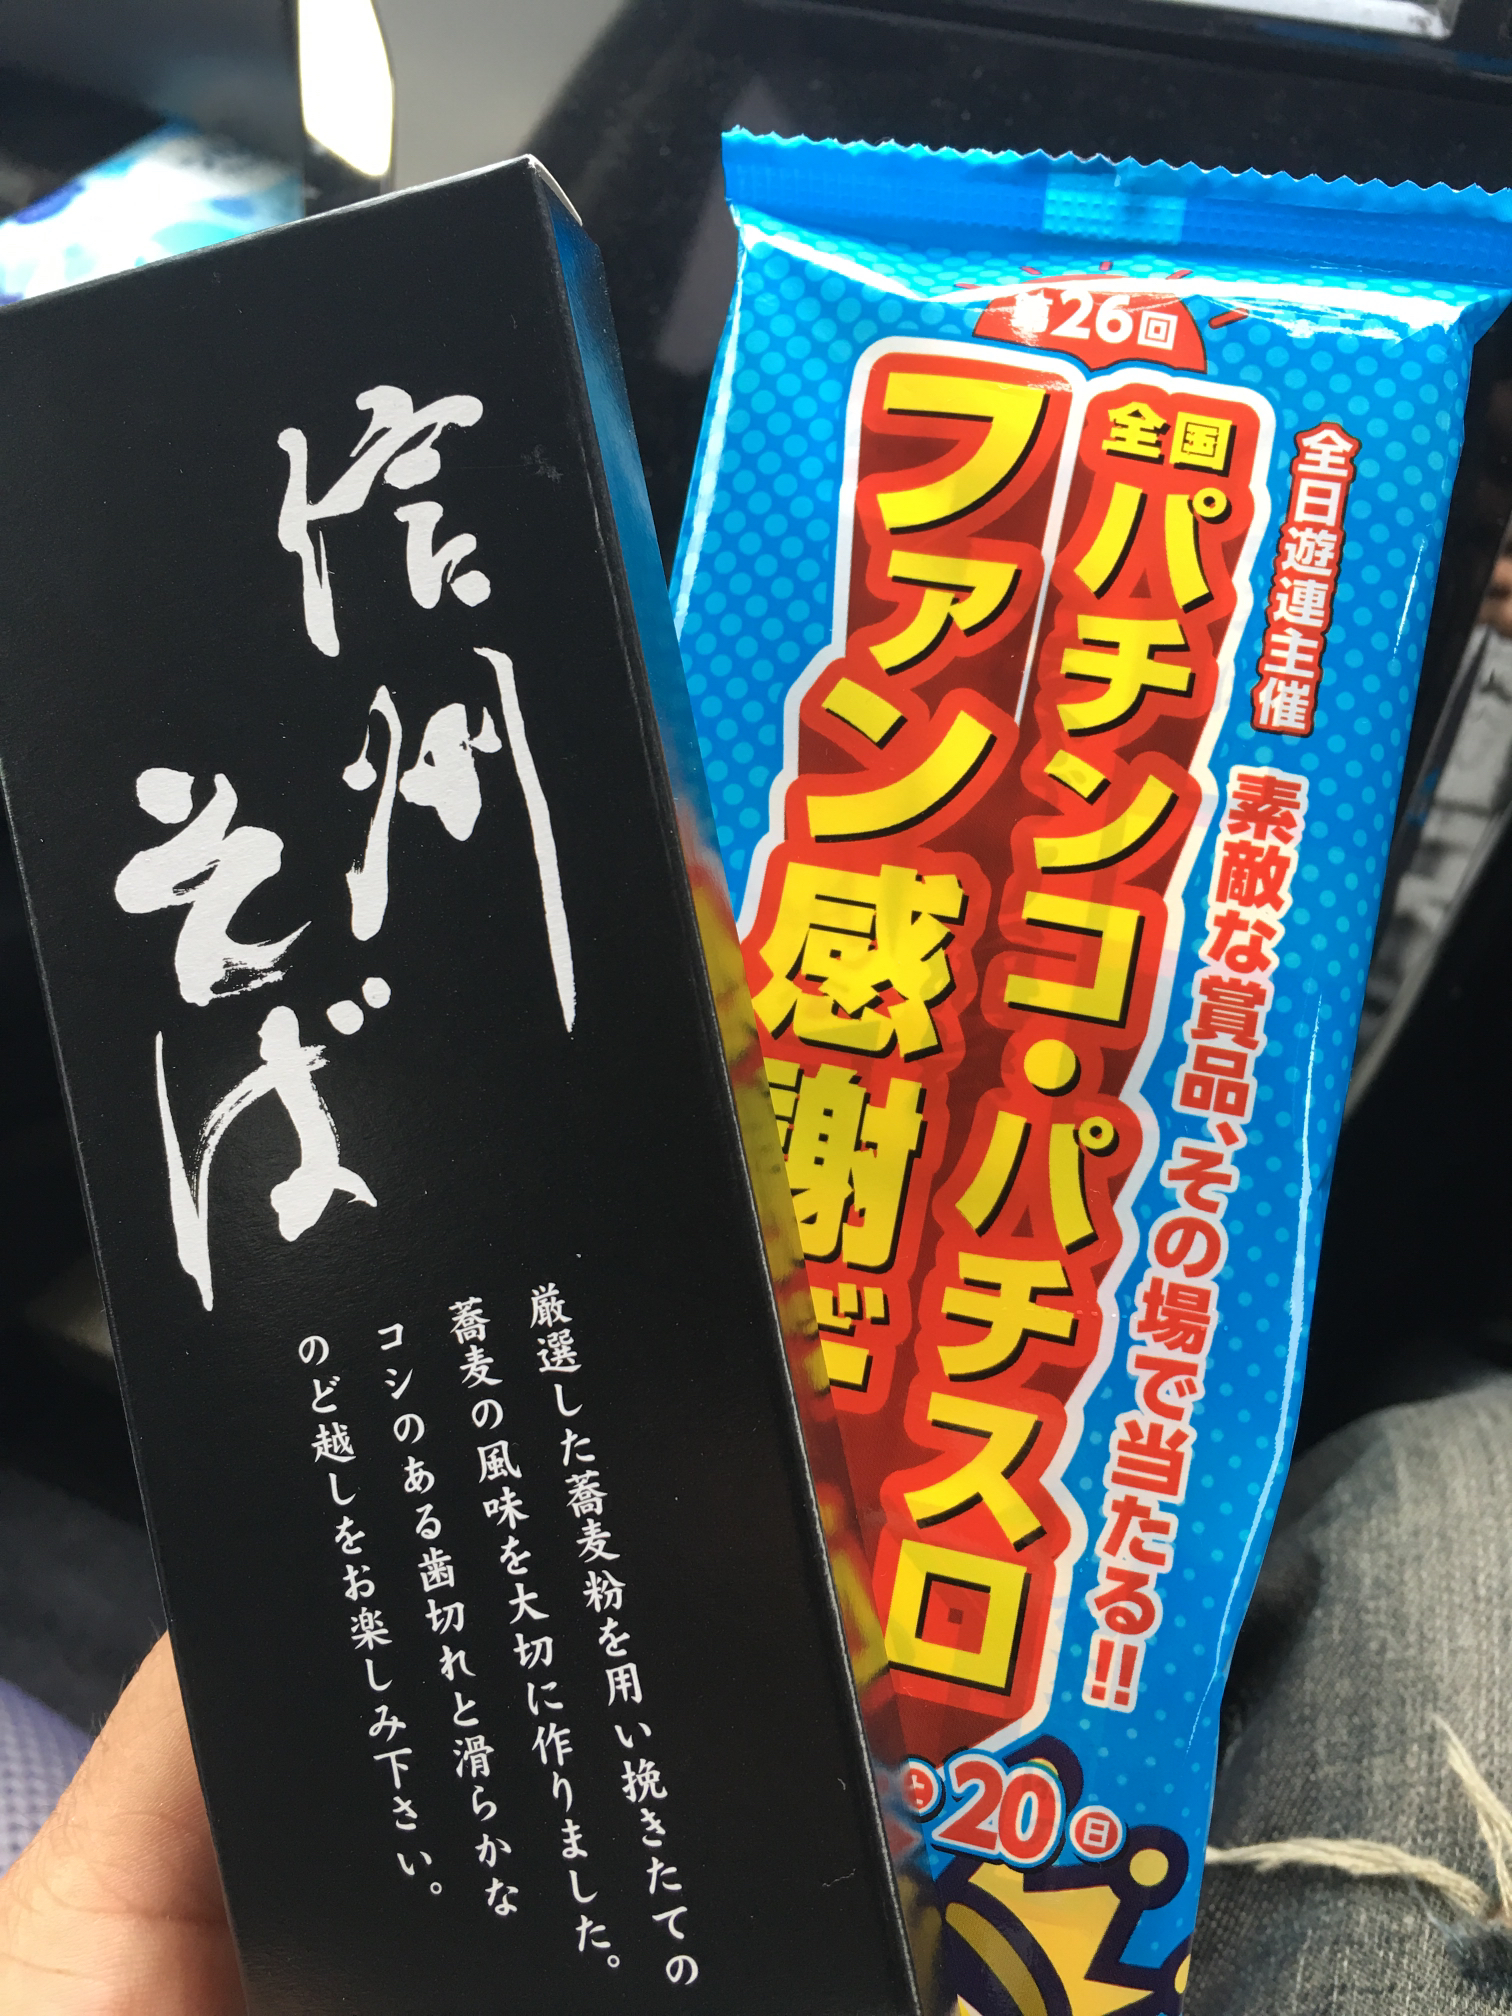 信州
そば
厳選した蕎麦粉を用い挽きたての
蕎麦の風味を大切に作りました。
コシのある歯切れと滑らかな
のど越しをお楽しみ下さい。
第26回
全日遊連主催
素敵な賞品、その場で当たる!!
全国
パチンコ・パチスロ
ファン感謝デ
土
20
日